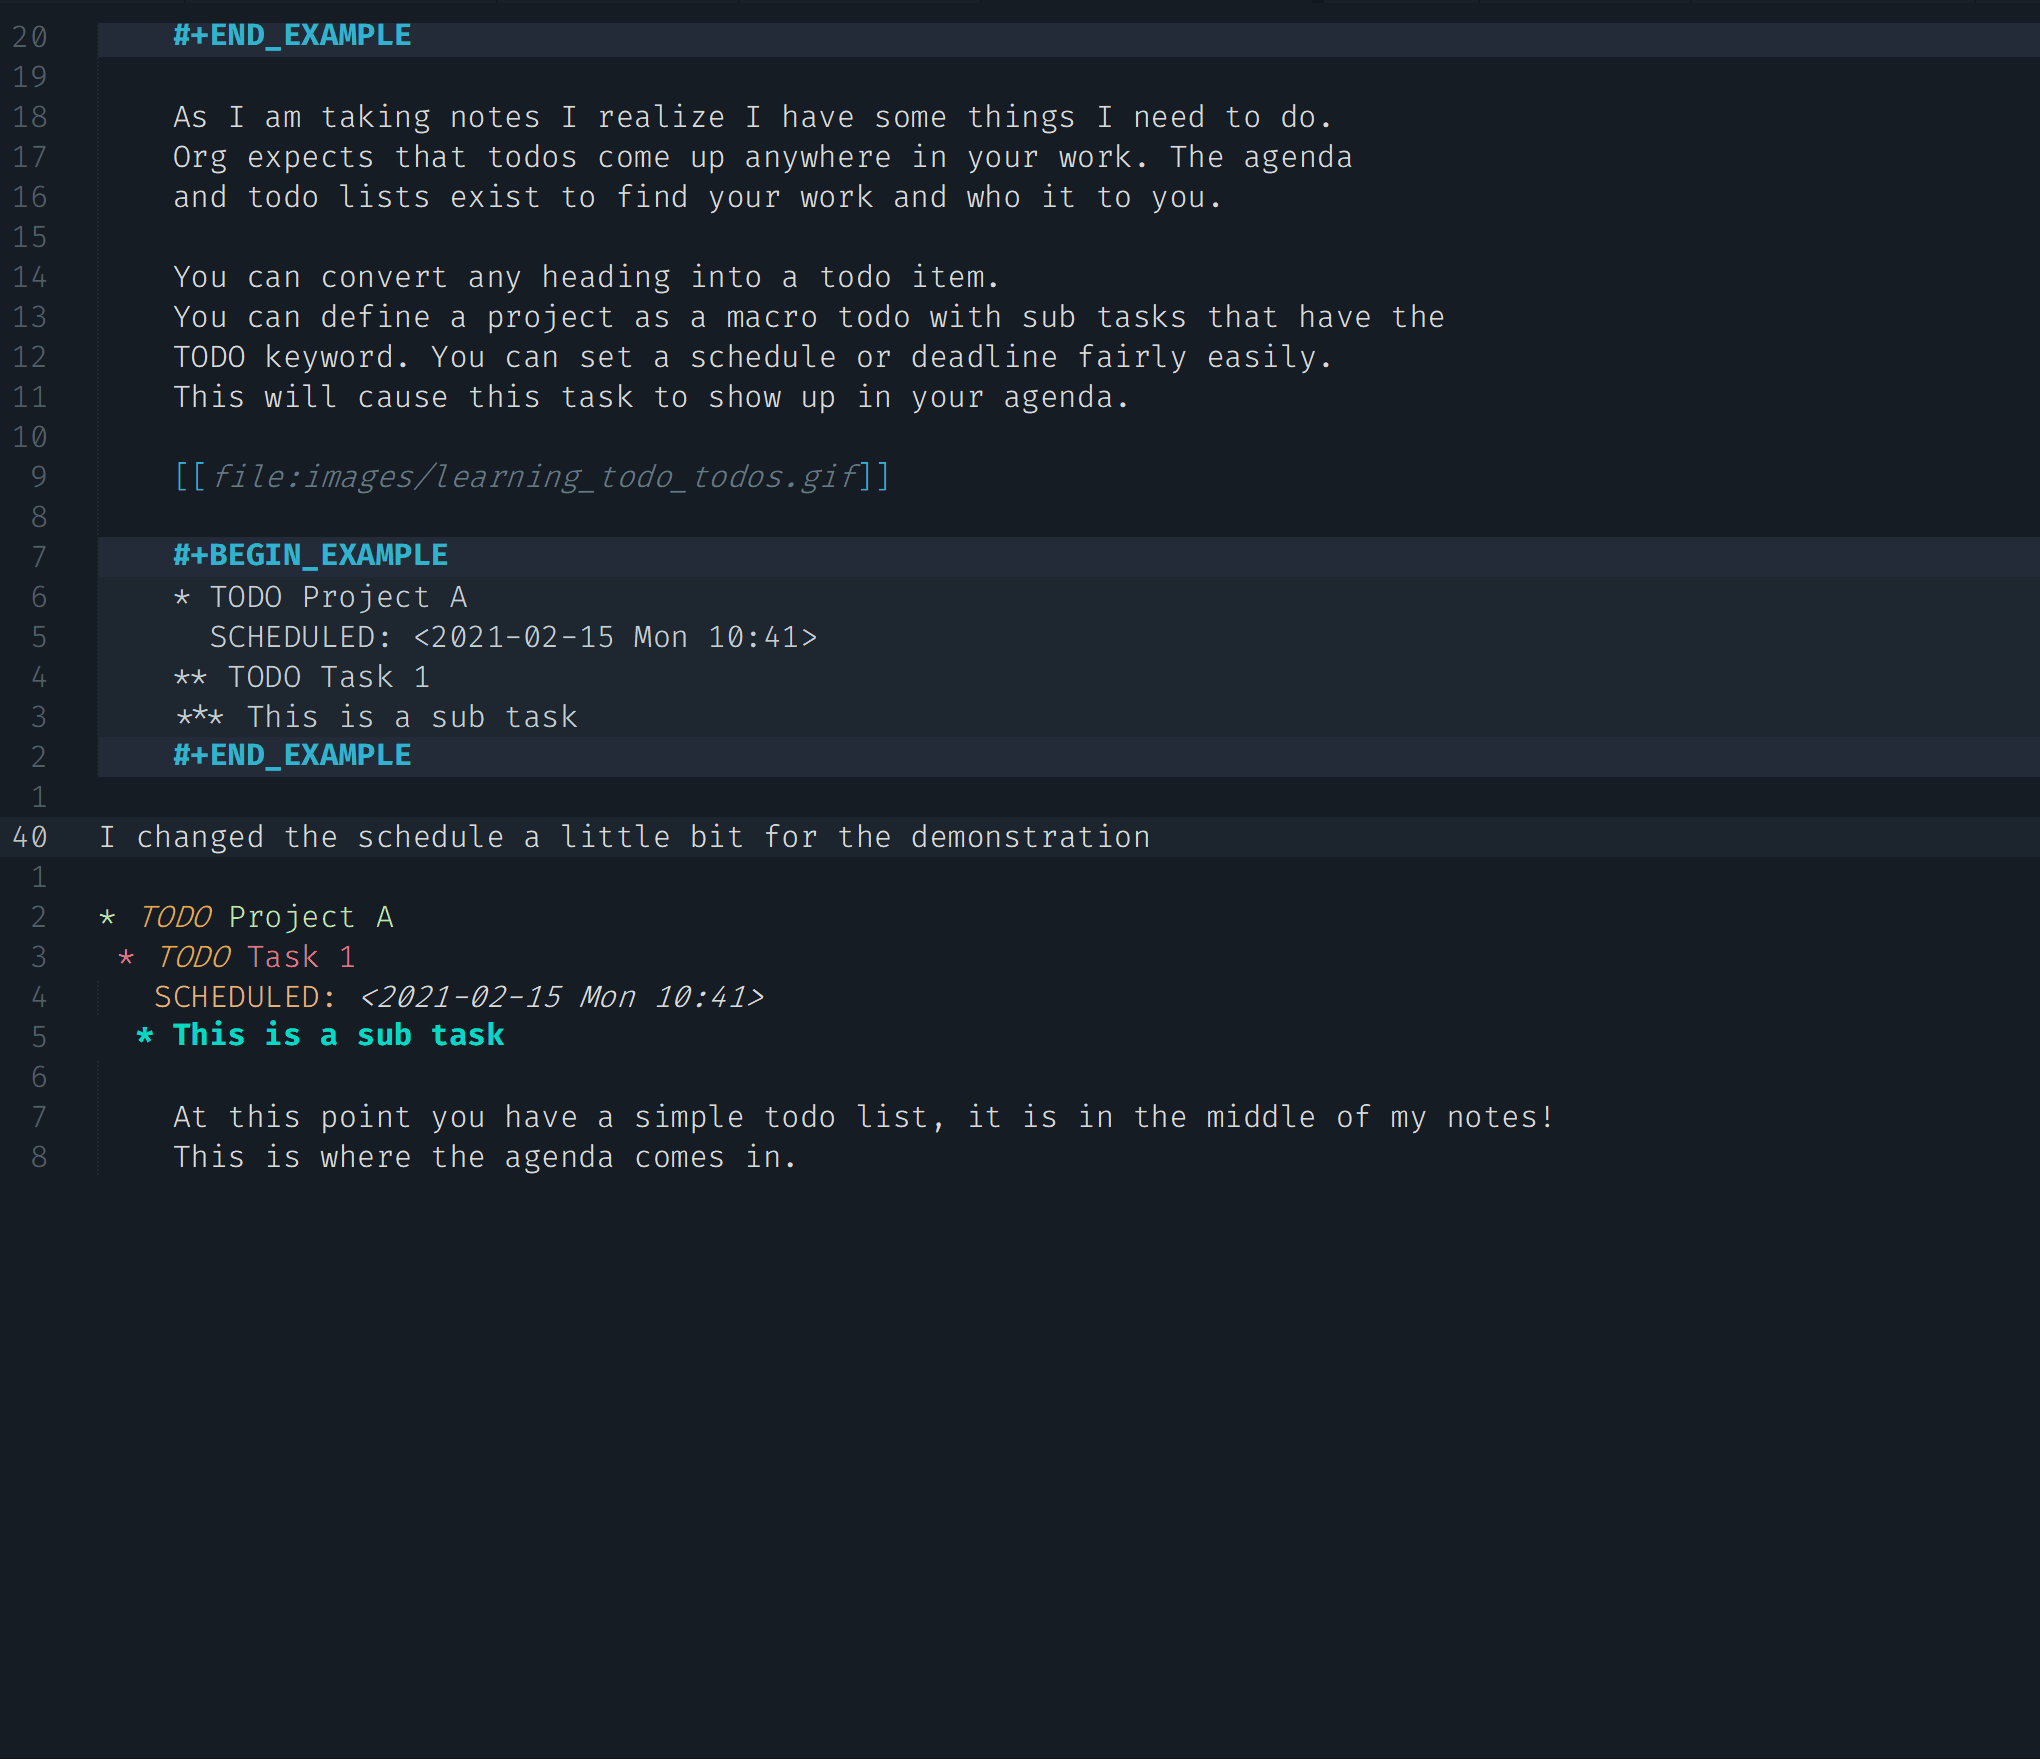 20 #+END_EXAMPLE
19
18 As I am taking notes I realize I have some things I need to do.
17 Org expects that todos come up anywhere in your work. The agenda
16 and todo lists exist to find your work and who it to you.
15
14 You can convert any heading into a todo item.
13 You can define a project as a macro todo with sub tasks that have the
12 TODO keyword. You can set a schedule or deadline fairly easily.
11 This will cause this task to show up in your agenda.
10
9 [[file:images/learning_todo_todos.gif]]
8
7 #+BEGIN_EXAMPLE
6 * TODO Project A
5 SCHEDULED: <2021-02-15 Mon 10:41>
4 ** TODO Task 1
3 *** This is a sub task
2 #+END_EXAMPLE
1
40 I changed the schedule a little bit for the demonstration
1
2 * TODO Project A
3 * TODO Task 1
4 SCHEDULED: <2021-02-15 Mon 10:41>
5 * This is a sub task
6
7 At this point you have a simple todo list, it is in the middle of my notes!
8 This is where the agenda comes in.